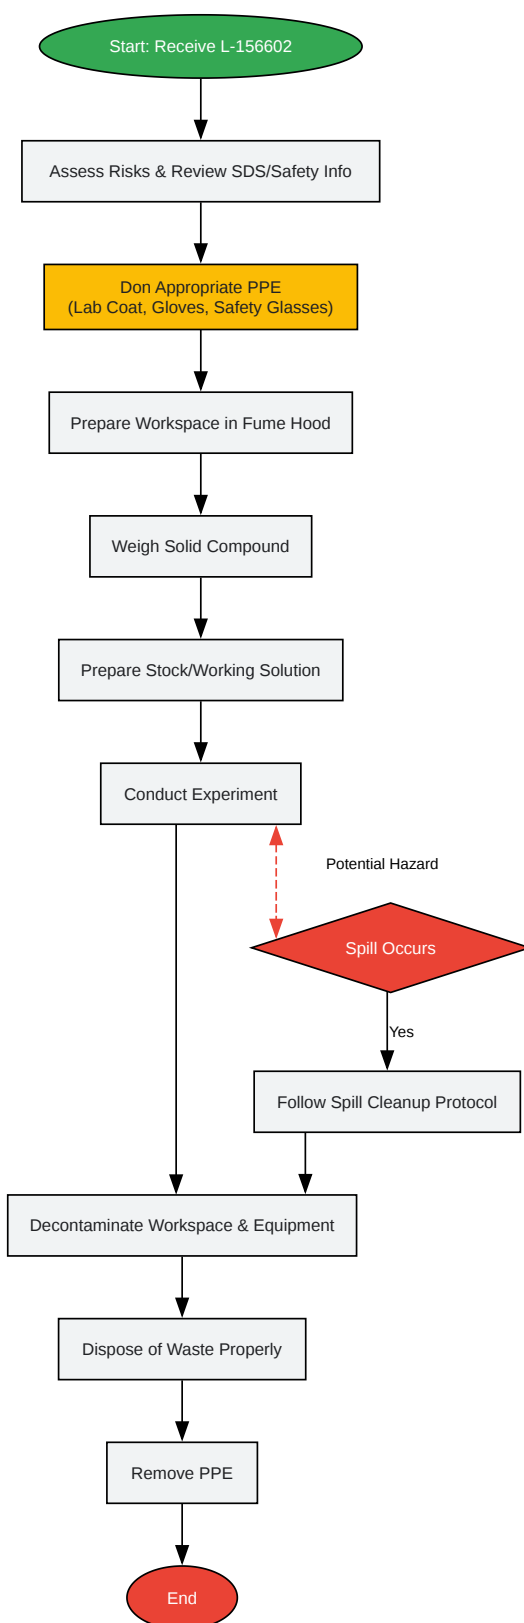 Start: Receive L-156602
Assess Risks & Review SDS/Safety Info
Don Appropriate PPE
(Lab Coat, Gloves, Safety Glasses)
Prepare Workspace in Fume Hood
Weigh Solid Compound
Prepare Stock/Working Solution
Conduct Experiment
Potential Hazard
Spill Occurs
Yes
Follow Spill Cleanup Protocol
Decontaminate Workspace & Equipment
Dispose of Waste Properly
Remove PPE
End